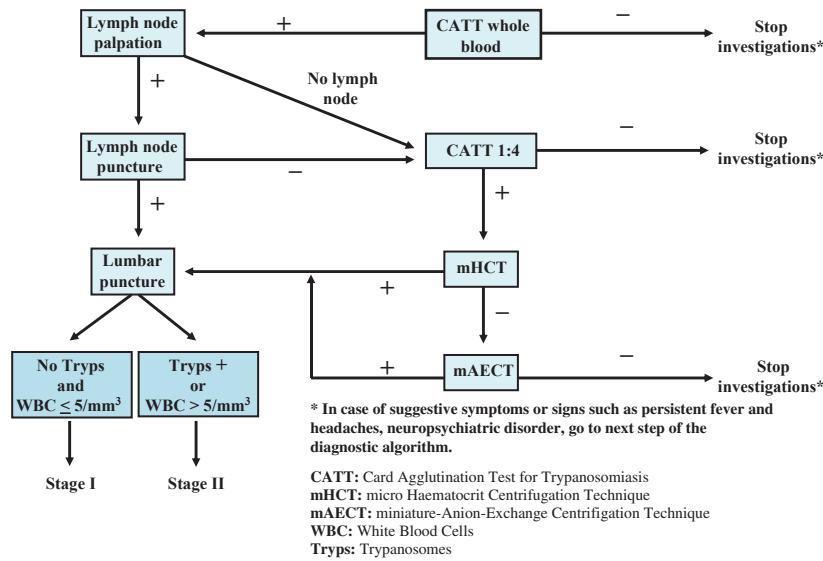 Lymph node
palpation
+
CATT whole
blood
–
Stop
investigations*
+
No lymph
node
Lymph node
puncture
–
CATT 1:4
–
Stop
investigations*
+
+
Lumbar
puncture
+
mHCT
–
No Tryps
and
WBC ≤ 5/mm³
Tryps +
or
WBC > 5/mm³
+
mAECT
–
Stop
investigations*
Stage I
Stage II
* In case of suggestive symptoms or signs such as persistent fever and
headaches, neuropsychiatric disorder, go to next step of the
diagnostic algorithm.
CATT: Card Agglutination Test for Trypanosomiasis
mHCT: micro Haematocrit Centrifugation Technique
mAECT: miniature-Anion-Exchange Centrifigation Technique
WBC: White Blood Cells
Tryps: Trypanosomes